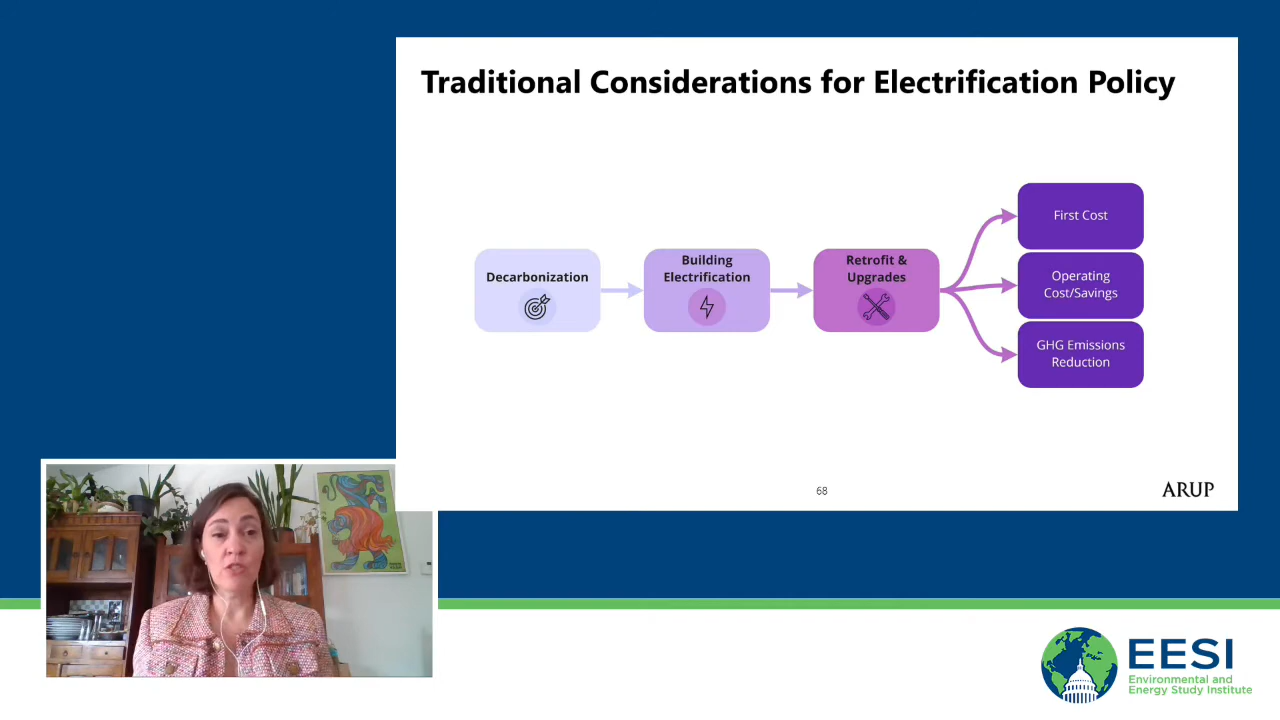 Traditional Considerations for Electrification Policy
Decarbonization
Building
Electrification
Retrofit &
Upgrades
First Cost
Operating
Cost/Savings
GHG Emissions
Reduction
68
ARUP
EESI
Environmental and
Energy Study Institute